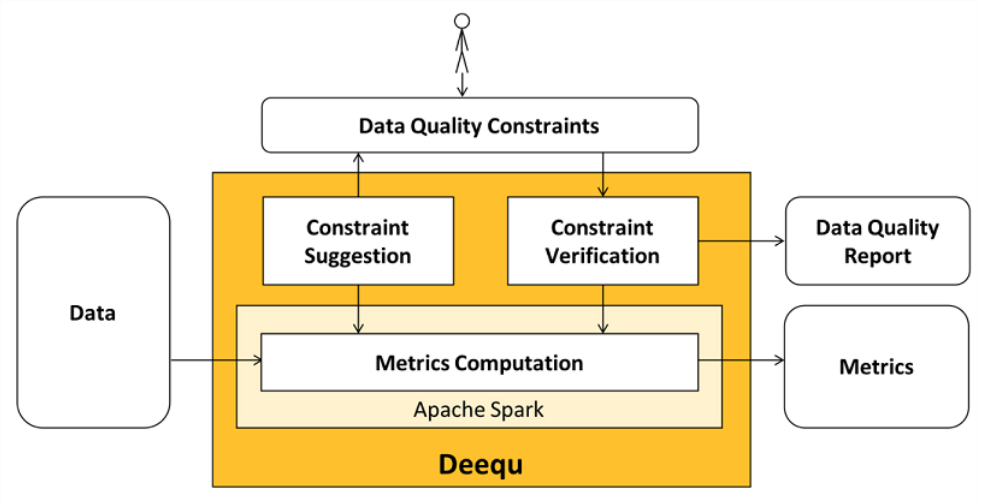 Data Quality Constraints
Constraint
Suggestion
Constraint
Verification
Data Quality
Report
Data
Metrics Computation
Metrics
Apache Spark
Deequ